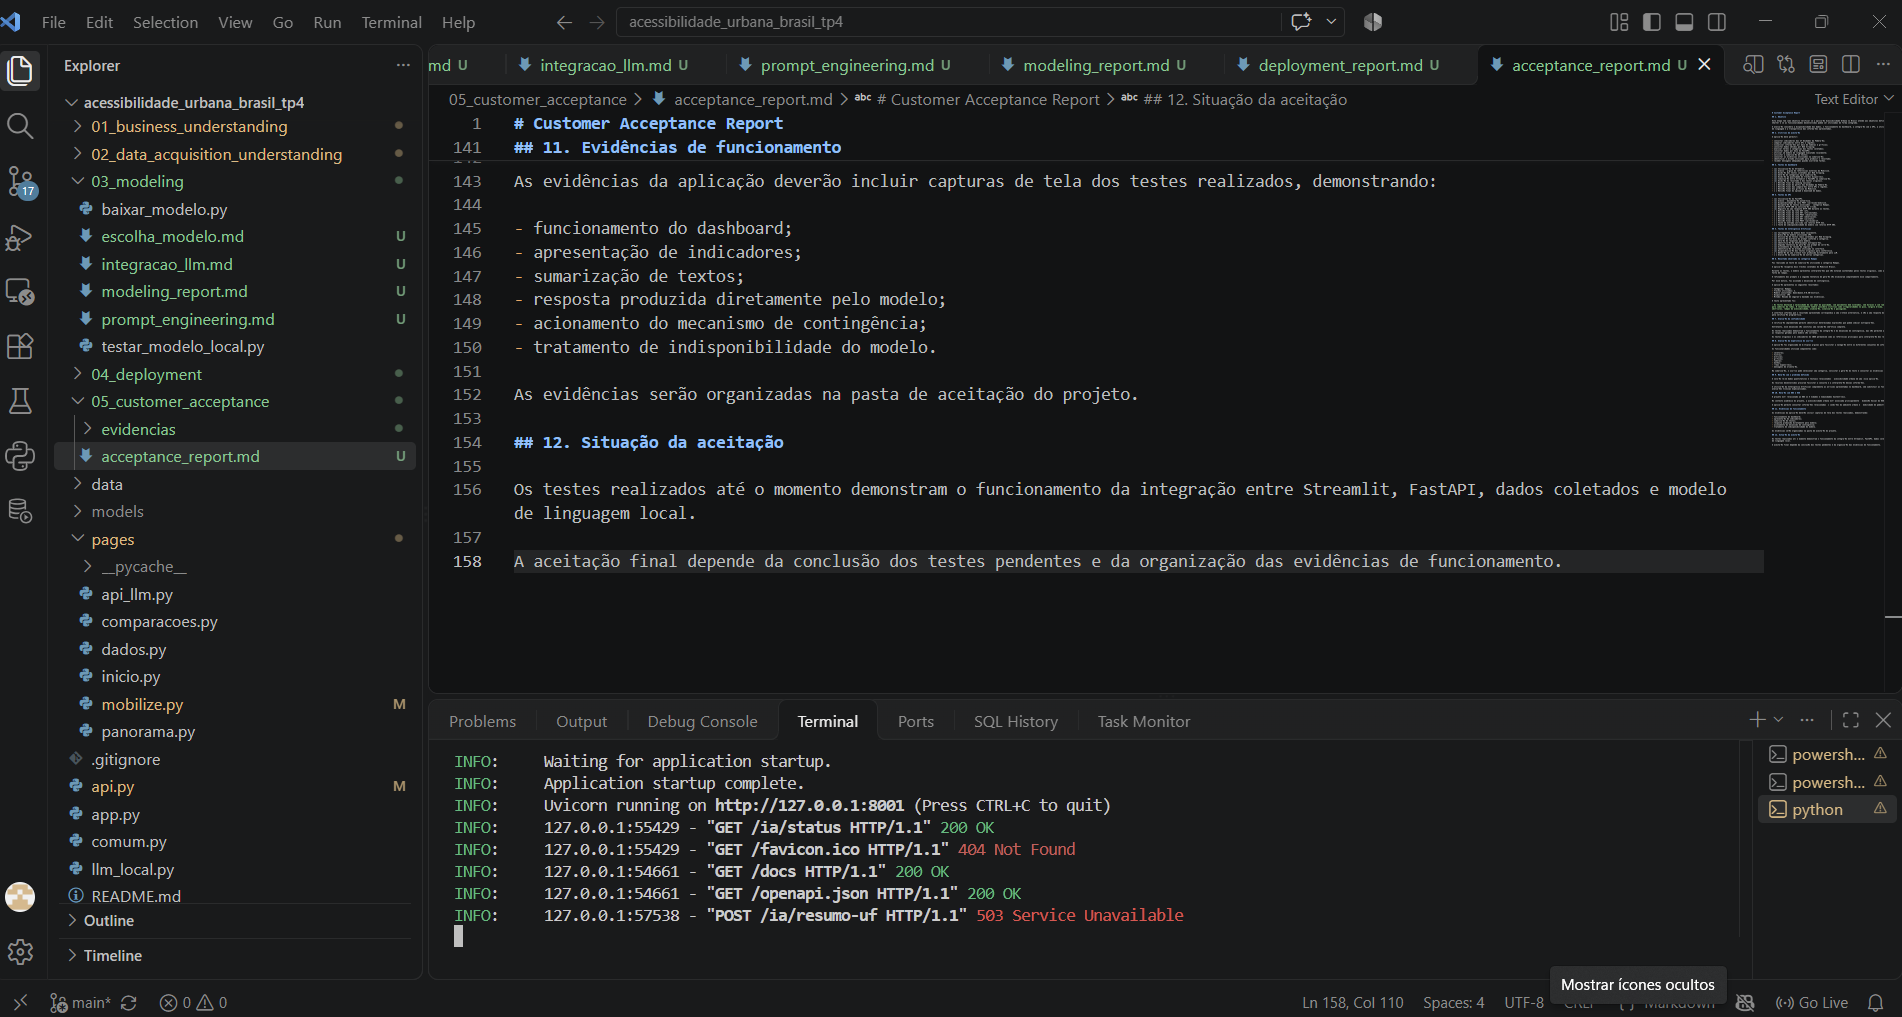 File Edit Selection View Go Run Terminal Help
acessibilidade_urbana_brasil_tp4
Explorer
acessibilidade_urbana_brasil_tp4
01_business_understanding
02_data_acquisition_understanding
03_modeling
baixar_modelo.py
escolha_modelo.md U
integracao_llm.md U
modeling_report.md U
prompt_engineering.md U
testar_modelo_local.py
04_deployment
05_customer_acceptance
evidencias
acceptance_report.md U
data
models
pages
__pycache__
api_llm.py
comparacoes.py
dados.py
inicio.py
mobilize.py M
panorama.py
.gitignore
api.py M
app.py
comum.py
llm_local.py
README.md
Outline
Timeline
17
md U
integracao_llm.md U
prompt_engineering.md U
modeling_report.md U
deployment_report.md U
acceptance_report.md U
05_customer_acceptance > acceptance_report.md > abc # Customer Acceptance Report > abc ## 12. Situação da aceitação
Text Editor
1 # Customer Acceptance Report
141 ## 11. Evidências de funcionamento
143 As evidências da aplicação deverão incluir capturas de tela dos testes realizados, demonstrando:
144
145 - funcionamento do dashboard;
146 - apresentação de indicadores;
147 - sumarização de textos;
148 - resposta produzida diretamente pelo modelo;
149 - acionamento do mecanismo de contingência;
150 - tratamento de indisponibilidade do modelo.
151
152 As evidências serão organizadas na pasta de aceitação do projeto.
153
154 ## 12. Situação da aceitação
155
156 Os testes realizados até o momento demonstram o funcionamento da integração entre Streamlit, FastAPI, dados coletados e modelo
de linguagem local.
157
158 A aceitação final depende da conclusão dos testes pendentes e da organização das evidências de funcionamento.
Problems Output Debug Console Terminal Ports SQL History Task Monitor
INFO: Waiting for application startup.
INFO: Application startup complete.
INFO: Uvicorn running on http://127.0.0.1:8001 (Press CTRL+C to quit)
INFO: 127.0.0.1:55429 - "GET /ia/status HTTP/1.1" 200 OK
INFO: 127.0.0.1:55429 - "GET /favicon.ico HTTP/1.1" 404 Not Found
INFO: 127.0.0.1:54661 - "GET /docs HTTP/1.1" 200 OK
INFO: 127.0.0.1:54661 - "GET /openapi.json HTTP/1.1" 200 OK
INFO: 127.0.0.1:57538 - "POST /ia/resumo-uf HTTP/1.1" 503 Service Unavailable
powersh...
powersh...
python
Mostrar ícones ocultos
main* 0 0
Ln 158, Col 110 Spaces: 4 UTF-8 CRLF Markdown Go Live